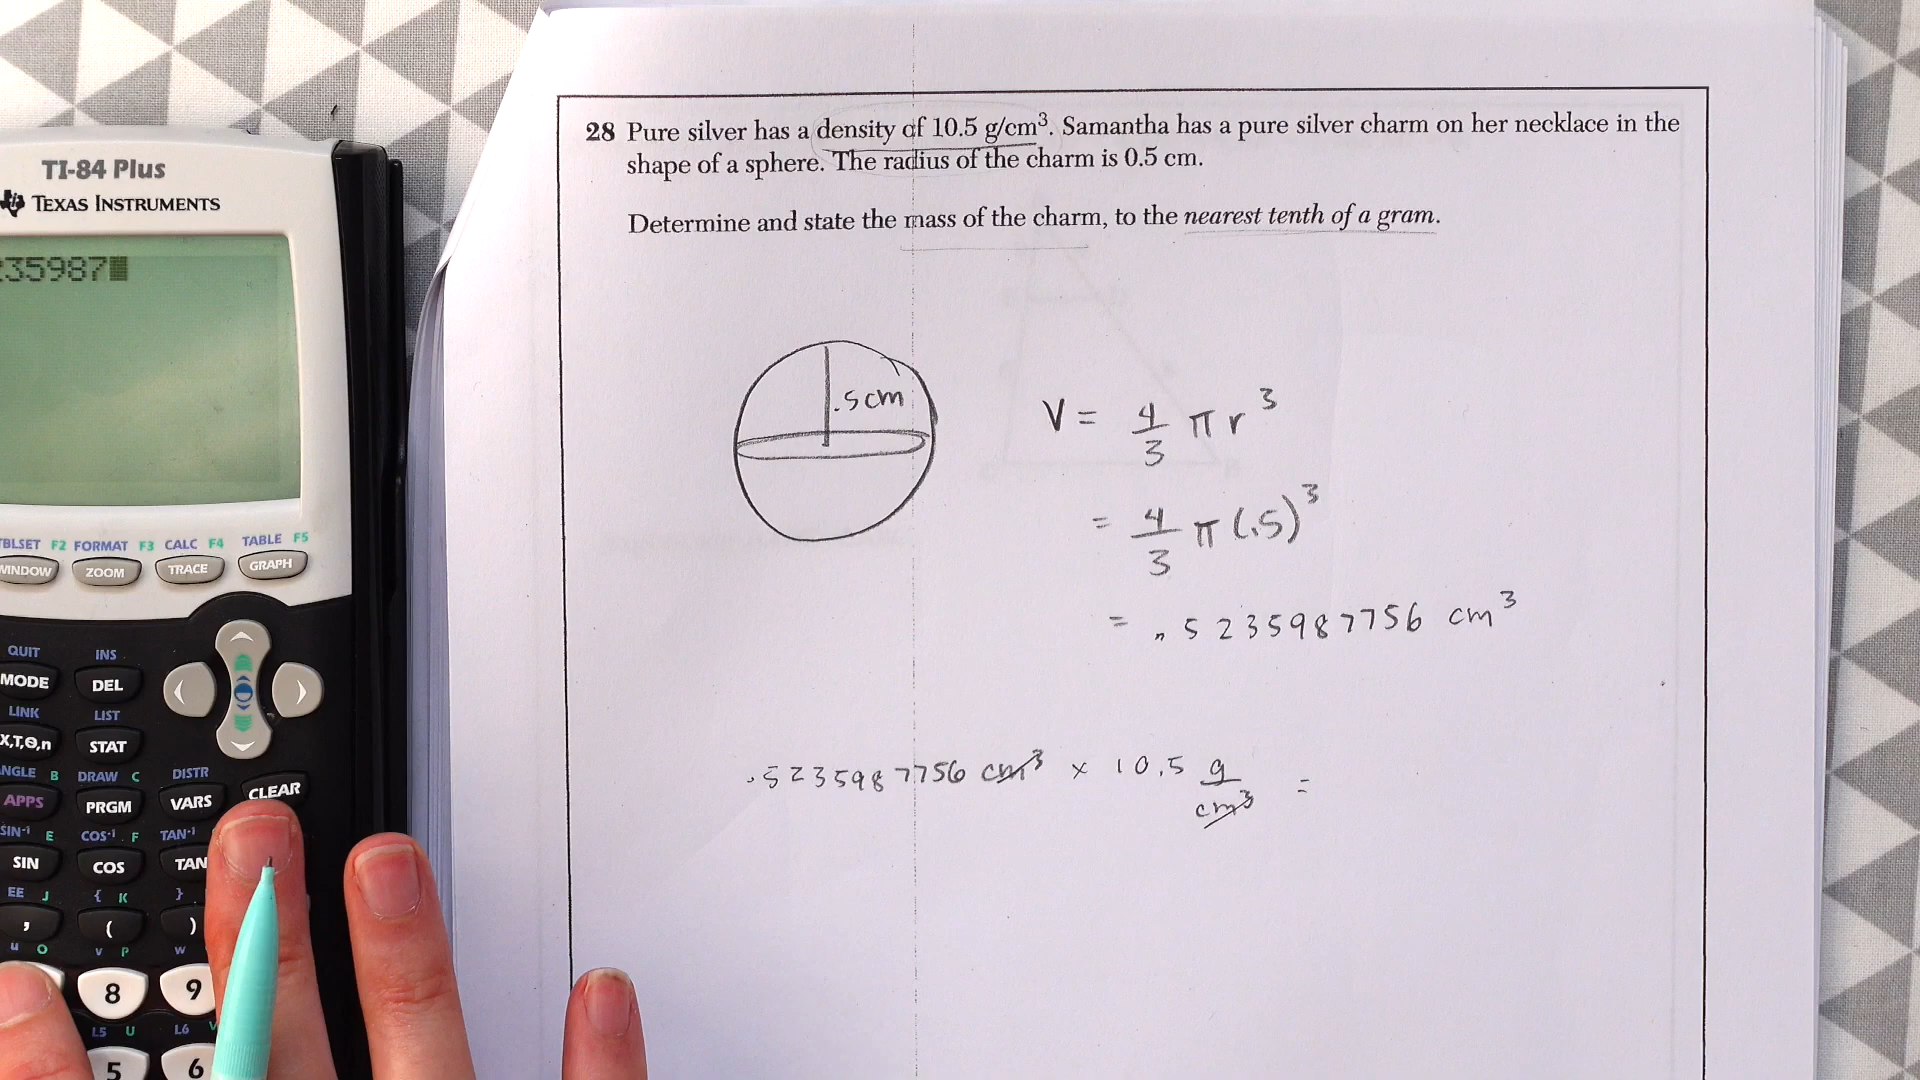 TI-84 Plus
TEXAS INSTRUMENTS
35987
TBLSET F2 FORMAT F3 CALC F4 TABLE F5
WINDOW ZOOM TRACE GRAPH
QUIT INS
MODE DEL
LINK LIST
X,T,Θ,n STAT
ANGLE B DRAW C DISTR
APPS PRGM VARS CLEAR
SIN⁻¹ E COS⁻¹ F TAN⁻¹
SIN COS TAN
EE J { K }
, ( )
u O v P w
8 9
L5 U L6 V
5 6
28 Pure silver has a density of 10.5 g/cm³. Samantha has a pure silver charm on her necklace in the
shape of a sphere. The radius of the charm is 0.5 cm.
Determine and state the mass of the charm, to the nearest tenth of a gram.
.5cm
V = 4/3 π r³
= 4/3 π (.5)³
= .5235987756 cm³
.5235987756 cm³ × 10.5 g/cm³ =